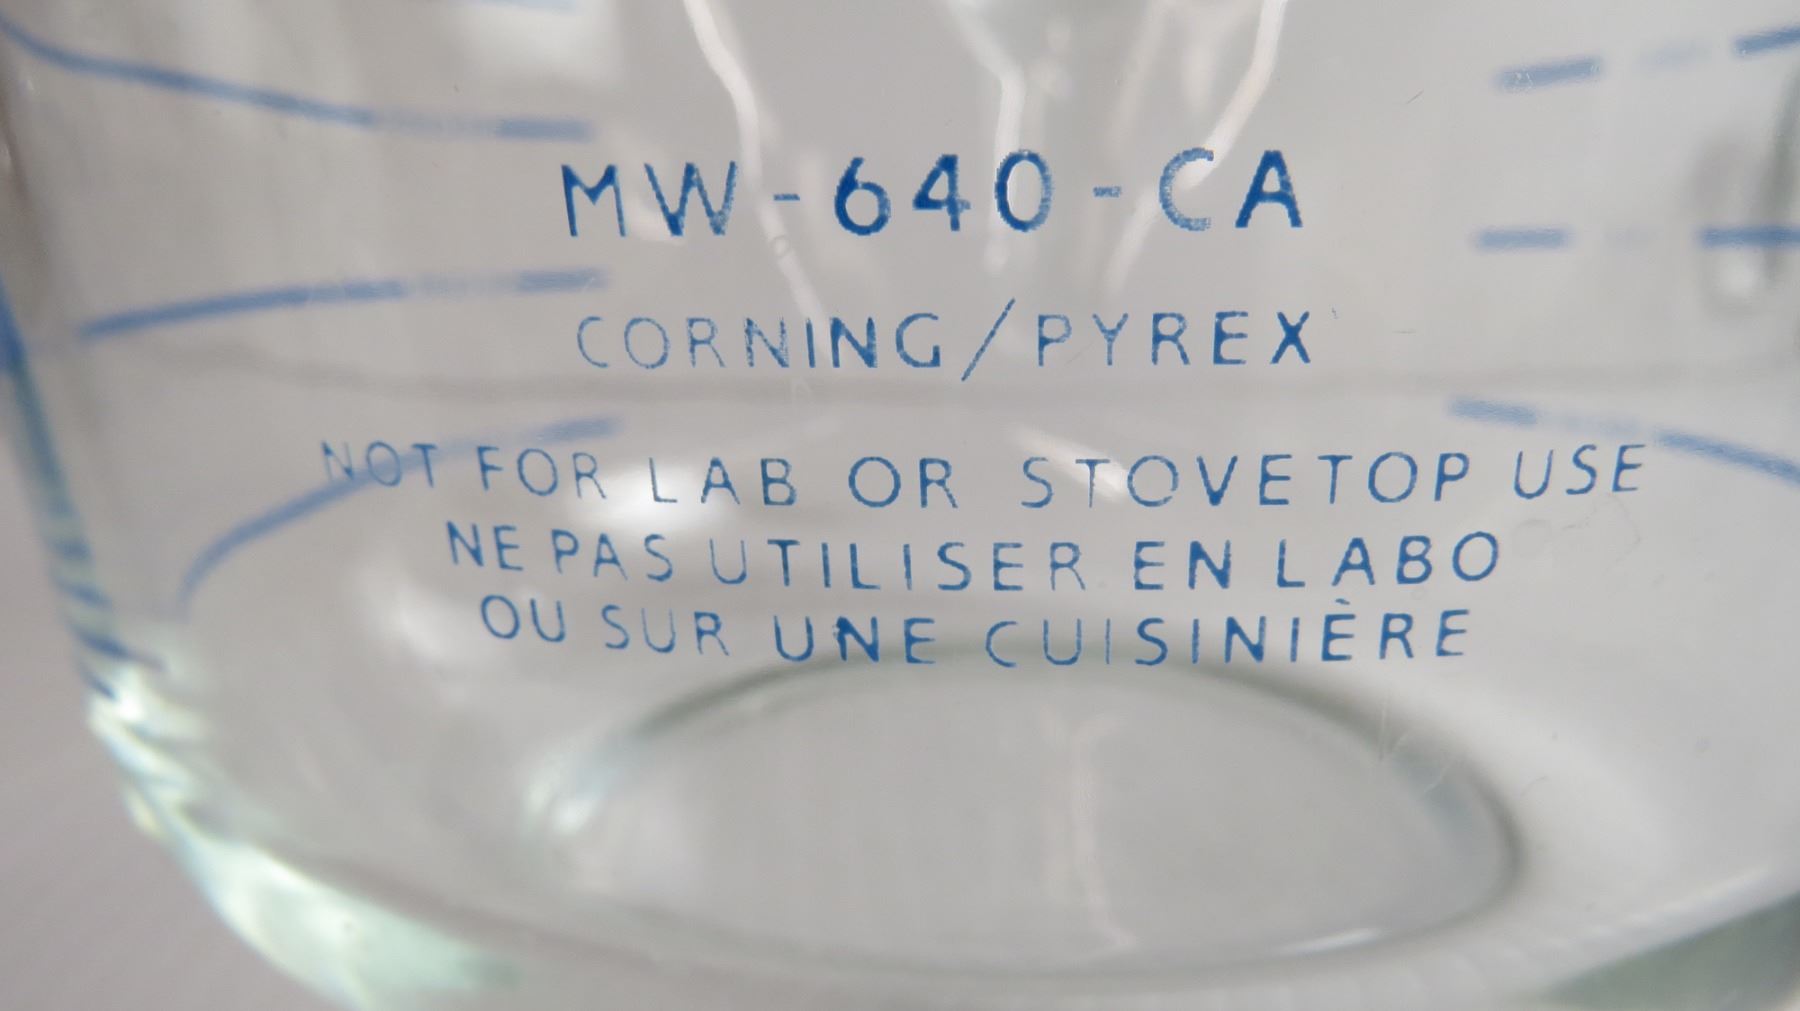 MW-640-CA
CORNING/PYREX
NOT FOR LAB OR STOVETOP USE
NE PAS UTILISER EN LABO
OU SUR UNE CUISINIÈRE